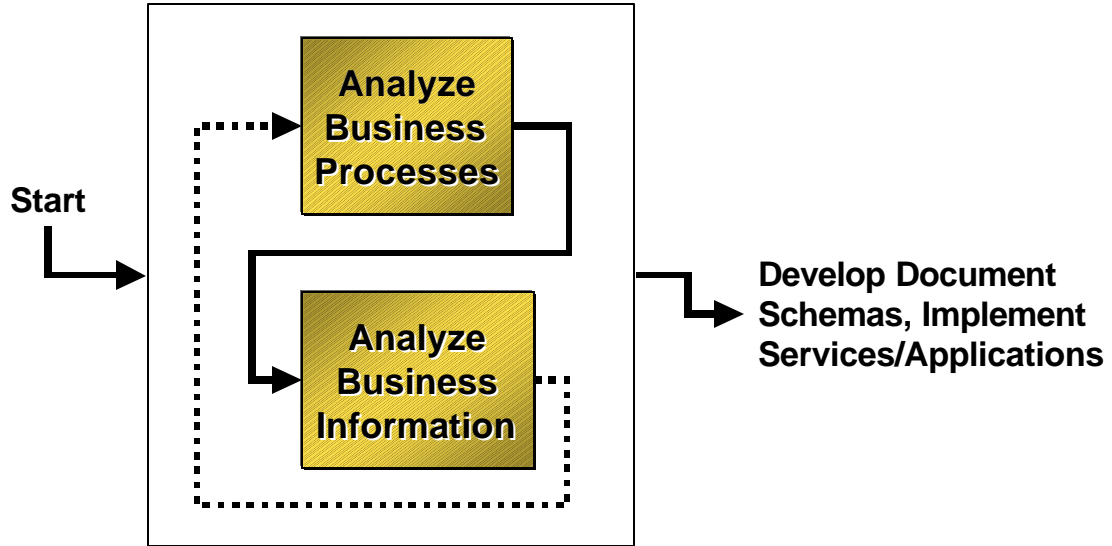 Analyze
Business
Processes
Start
Develop Document
Schemas, Implement
Services/Applications
Analyze
Business
Information